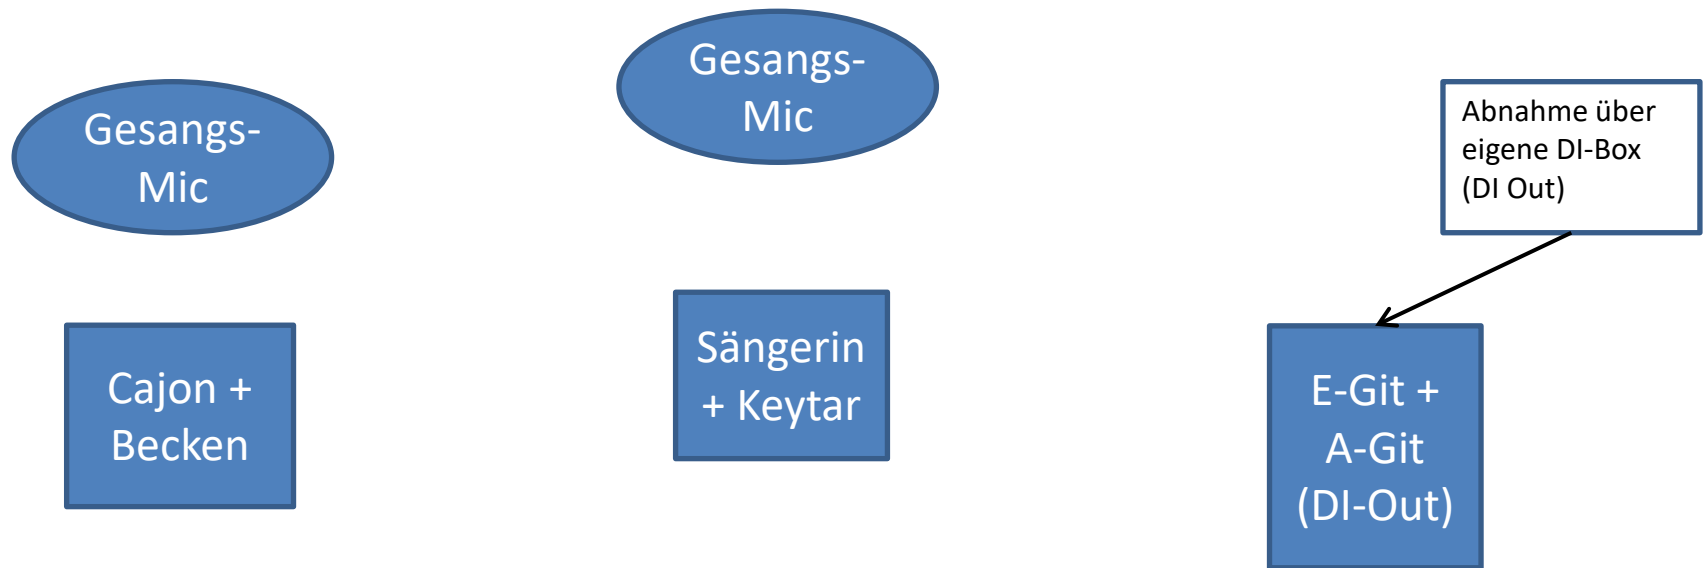 Gesangs-
Mic
Gesangs-
Mic
Abnahme über
eigene DI-Box
(DI Out)
Cajon +
Becken
Sängerin
+ Keytar
E-Git +
A-Git
(DI-Out)